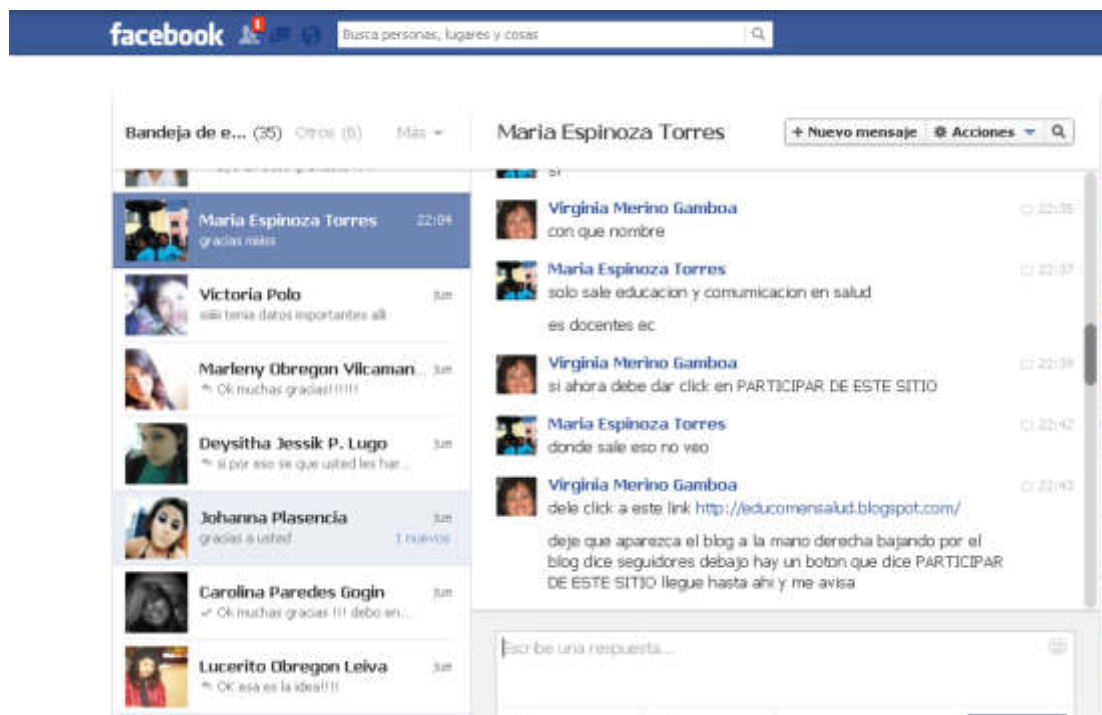 facebook
1
Busca personas, lugares y cosas
Bandeja de e... (35) Otros (6) Más
Maria Espinoza Torres
+ Nuevo mensaje
Acciones
Maria Espinoza Torres 22:04
gracias miss
Victoria Polo jue
siiii tenia datos importantes alli
Marleny Obregon Vilcaman... jue
Ok muchas gracias!!!!!!
Deysitha Jessik P. Lugo jue
si por eso se que usted les har...
Johanna Plasencia jue
gracias a usted 1 nuevos
Carolina Paredes Gogin jue
Ok muchas gracias !!! debo en...
Lucerito Obregon Leiva jue
OK esa es la idea!!!!
si
Virginia Merino Gamboa 22:35
con que nombre
Maria Espinoza Torres 22:37
solo sale educacion y comumicacion en salud
es docentes ec
Virginia Merino Gamboa 22:39
si ahora debe dar click en PARTICIPAR DE ESTE SITIO
Maria Espinoza Torres 22:42
donde sale eso no veo
Virginia Merino Gamboa 22:43
dele click a este link http://educomensalud.blogspot.com/
deje que aparezca el blog a la mano derecha bajando por el
blog dice seguidores debajo hay un boton que dice PARTICIPAR
DE ESTE SITIO llegue hasta ahi y me avisa
Escribe una respuesta...